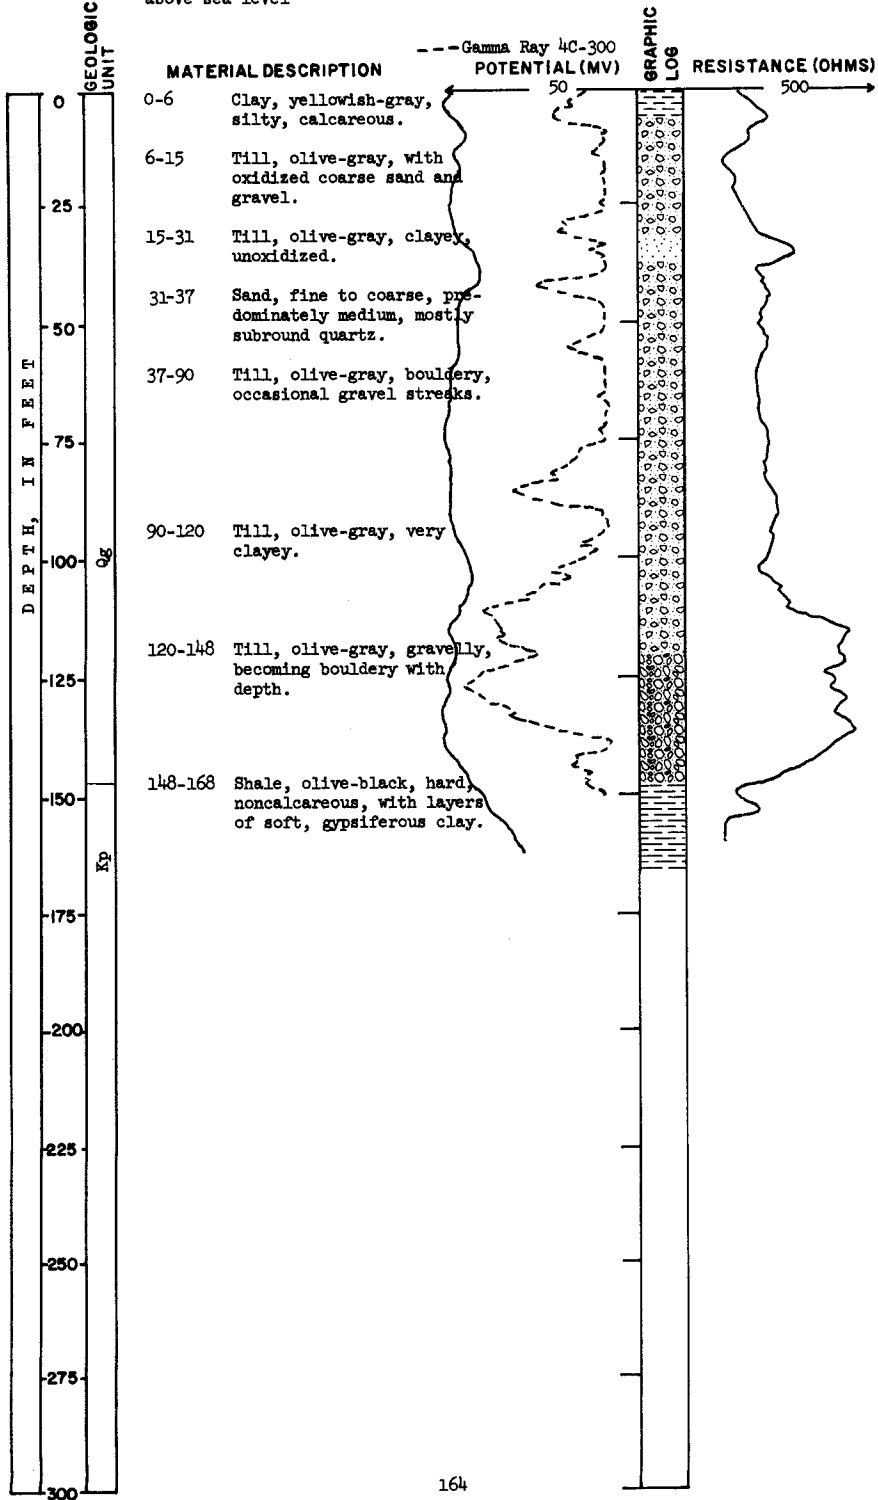 above sea level
GEOLOGIC
UNIT
---Gamma Ray 4C-300
MATERIAL DESCRIPTION
POTENTIAL (MV)
GRAPHIC
LOG
RESISTANCE (OHMS)
50
500
0-6 Clay, yellowish-gray,
silty, calcareous.
6-15 Till, olive-gray, with
oxidized coarse sand and
gravel.
15-31 Till, olive-gray, clayey,
unoxidized.
31-37 Sand, fine to coarse, pre-
dominately medium, mostly
subround quartz.
37-90 Till, olive-gray, bouldery,
occasional gravel streaks.
90-120 Till, olive-gray, very
clayey.
120-148 Till, olive-gray, gravelly,
becoming bouldery with
depth.
148-168 Shale, olive-black, hard,
noncalcareous, with layers
of soft, gypsiferous clay.
DEPTH, IN FEET
0
25
50
75
100
125
150
175
200
225
250
275
300
Qg
Kp
164